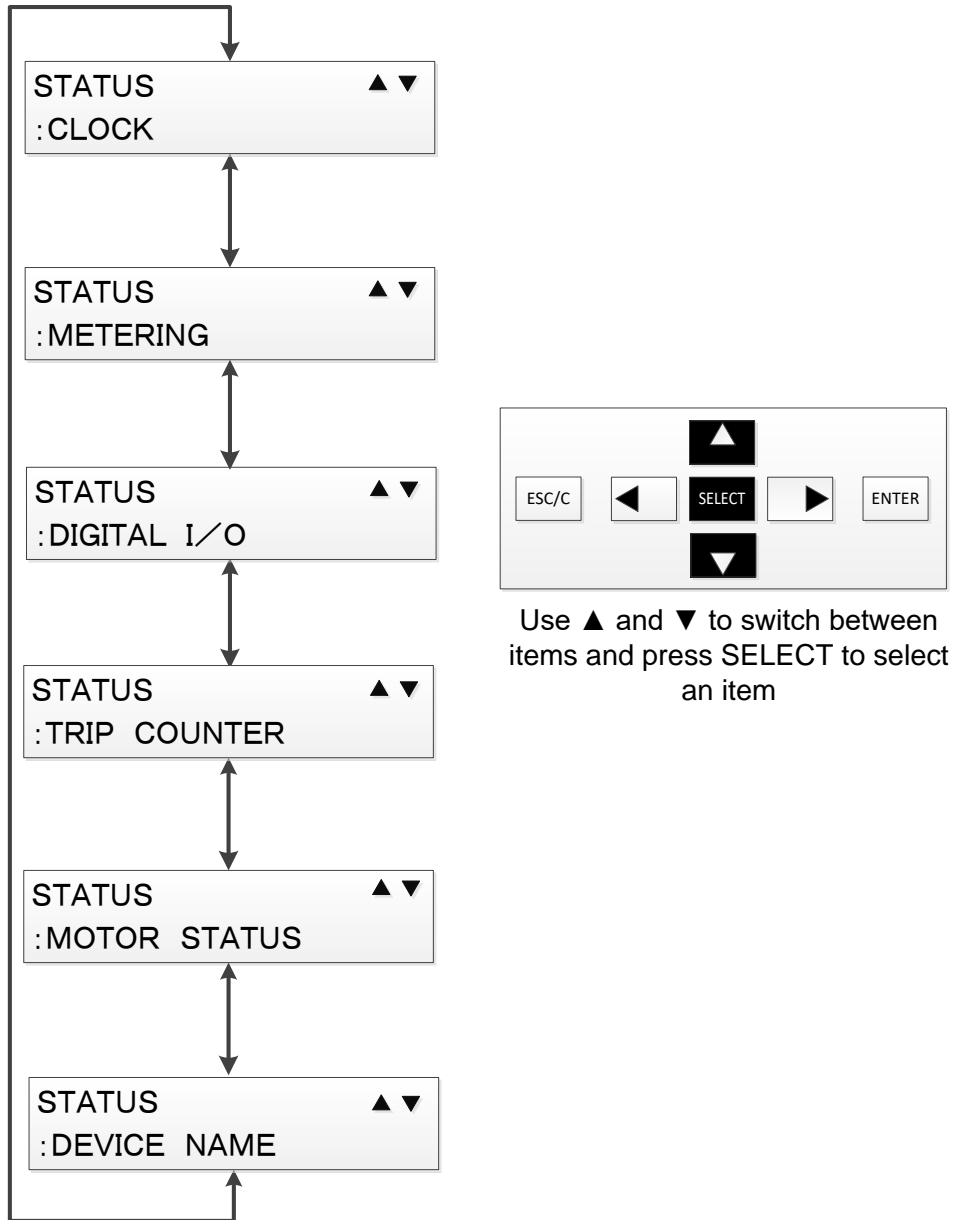 STATUS ▲ ▼
:CLOCK
STATUS ▲ ▼
:METERING
STATUS ▲ ▼
:DIGITAL I／O
STATUS ▲ ▼
:TRIP COUNTER
STATUS ▲ ▼
:MOTOR STATUS
STATUS ▲ ▼
:DEVICE NAME
ESC/C SELECT ENTER
Use ▲ and ▼ to switch between
items and press SELECT to select
an item